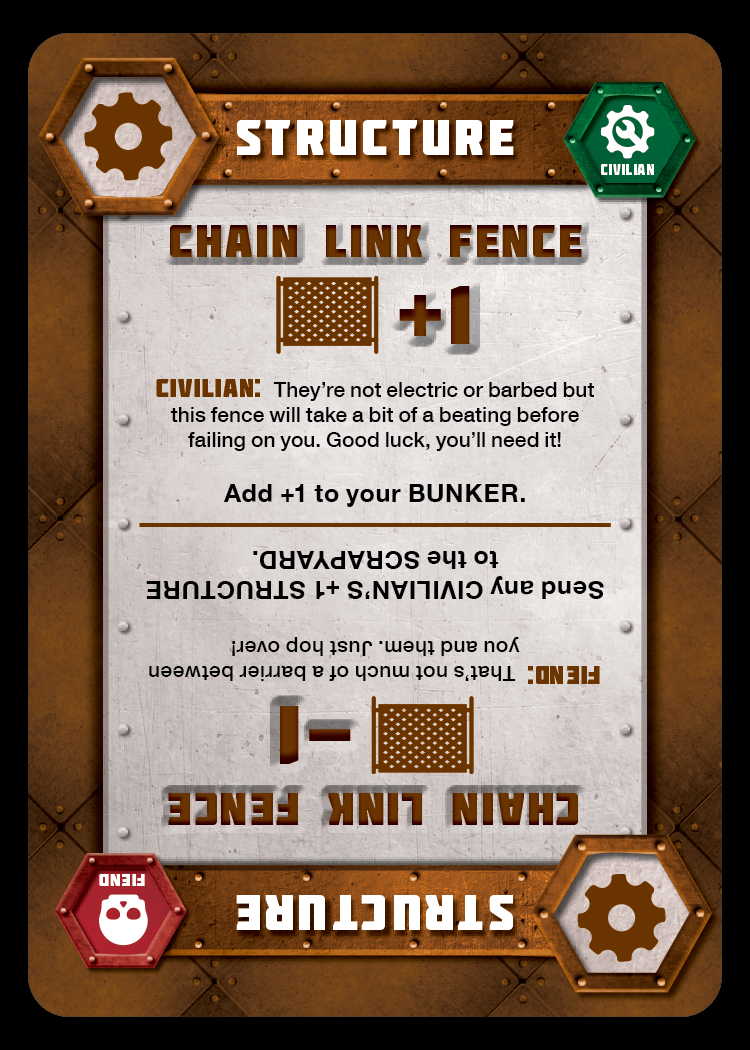 STRUCTURE
CIVILIAN
CHAIN LINK FENCE
+1
CIVILIAN: They're not electric or barbed but
this fence will take a bit of a beating before
failing on you. Good luck, you'll need it!
Add +1 to your BUNKER.
STRUCTURE
FIEND
CHAIN LINK FENCE
-1
FIEND: That's not much of a barrier between
you and them. Just hop over!
Send any CIVILIAN'S +1 STRUCTURE
to the SCRAPYARD.